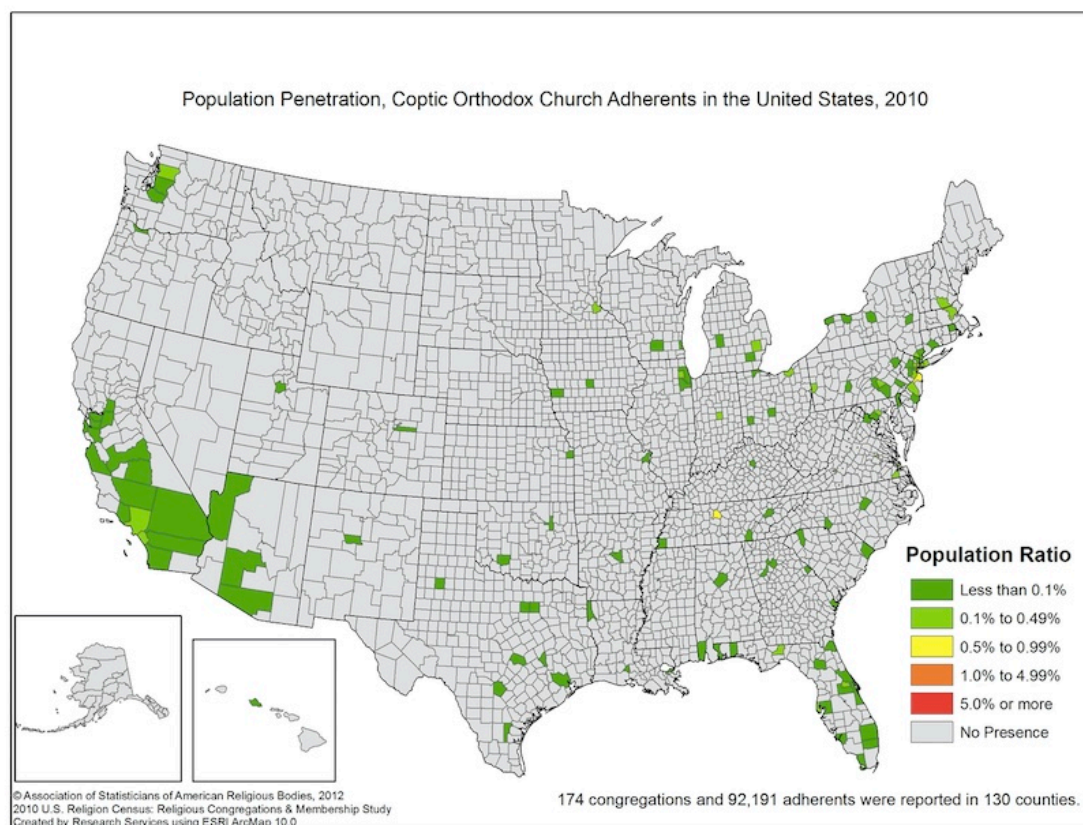 Population Penetration, Coptic Orthodox Church Adherents in the United States, 2010
Population Ratio
Less than 0.1%
0.1% to 0.49%
0.5% to 0.99%
1.0% to 4.99%
5.0% or more
No Presence
© Association of Statisticians of American Religious Bodies, 2012
2010 U.S. Religion Census: Religious Congregations & Membership Study
Created by Research Services using ESRI ArcMap 10.0
174 congregations and 92,191 adherents were reported in 130 counties.